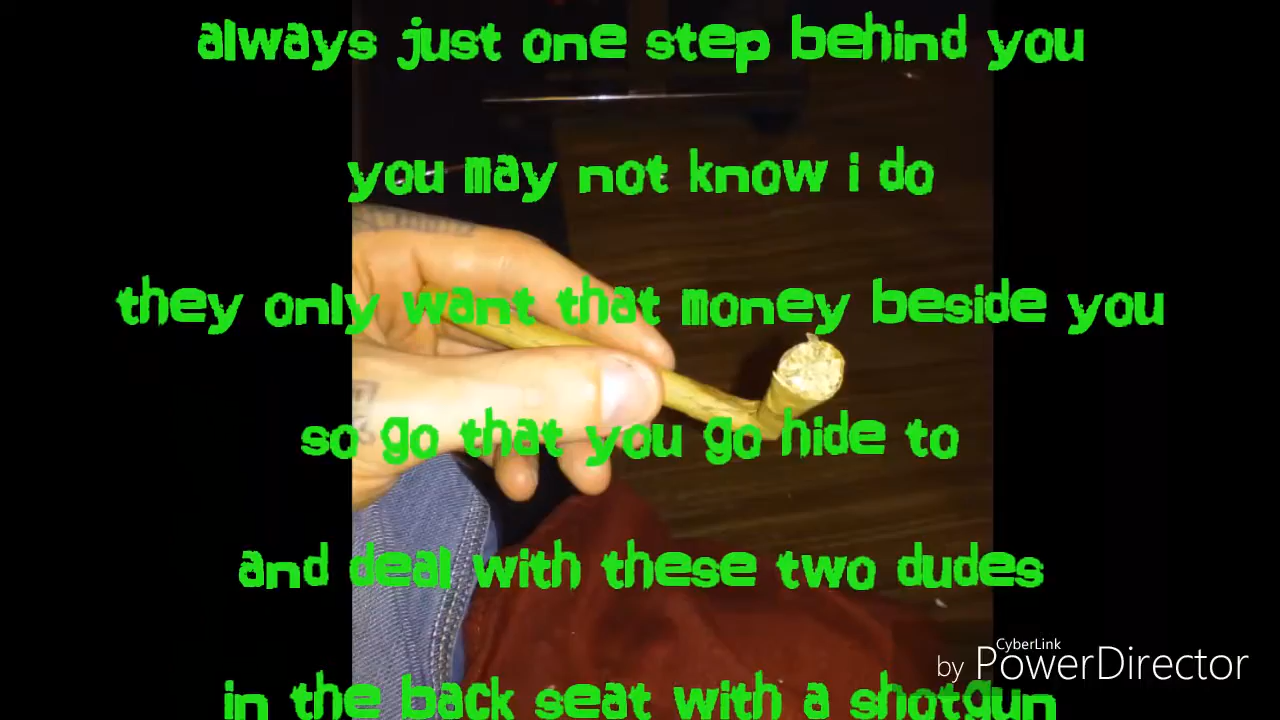 always just one step behind you
you may not know i do
they only want that money beside you
so go that you go hide to
and deal with these two dudes
in the back seat with a shotgun
CyberLink
by PowerDirector